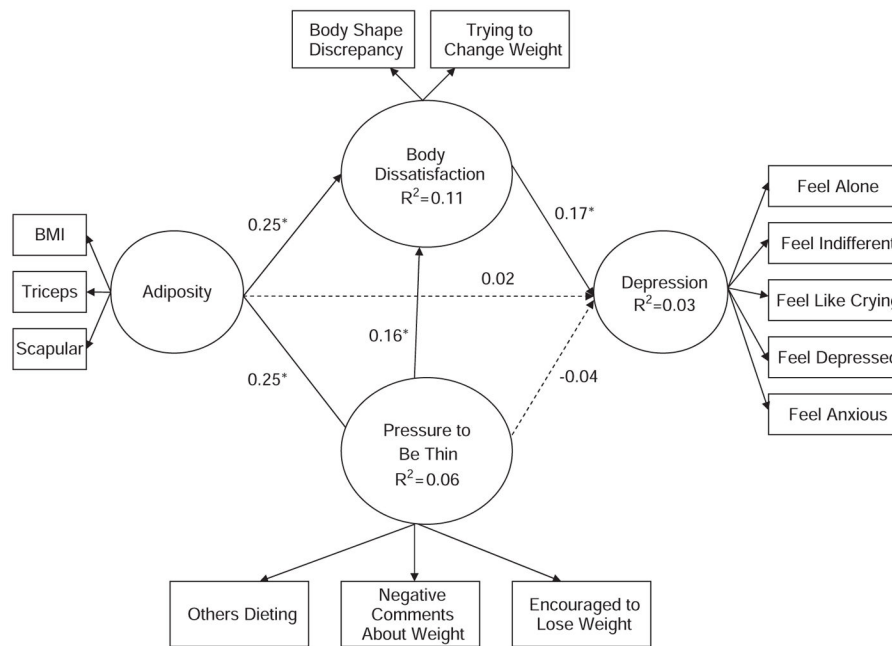 Body Shape
Discrepancy
Trying to
Change Weight
Body
Dissatisfaction
R²=0.11
Feel Alone
0.25*
0.17*
BMI
Feel Indifferent
Triceps
Adiposity
0.02
Depression
R²=0.03
Feel Like Crying
Scapular
0.16*
Feel Depressed
0.25*
-0.04
Feel Anxious
Pressure to
Be Thin
R²=0.06
Others Dieting
Negative
Comments
About Weight
Encouraged to
Lose Weight